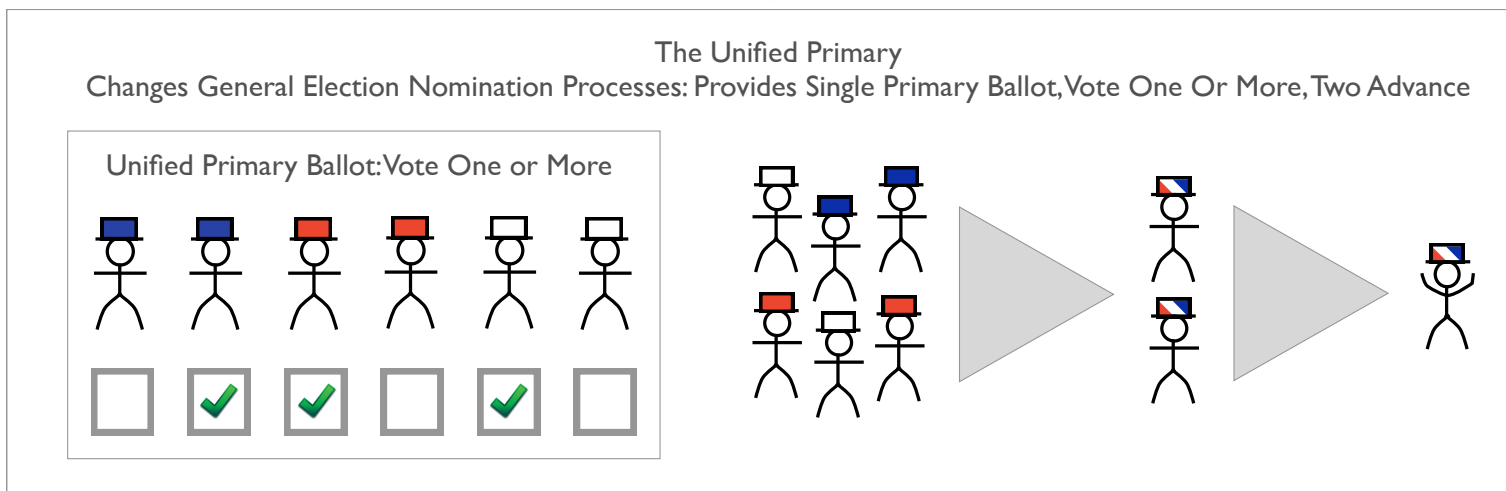 The Unified Primary
Changes General Election Nomination Processes: Provides Single Primary Ballot, Vote One Or More, Two Advance
Unified Primary Ballot: Vote One or More